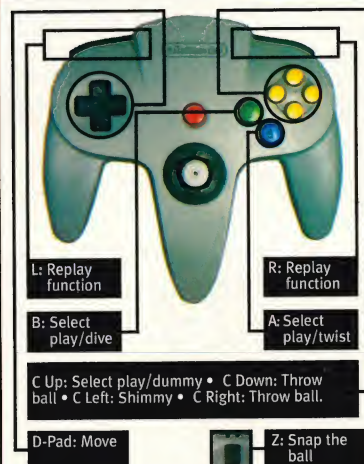 L: Replay
function
R: Replay
function
B: Select
play/dive
A: Select
play/twist
C Up: Select play/dummy • C Down: Throw
ball • C Left: Shimmy • C Right: Throw ball.
D-Pad: Move
Z: Snap the
ball